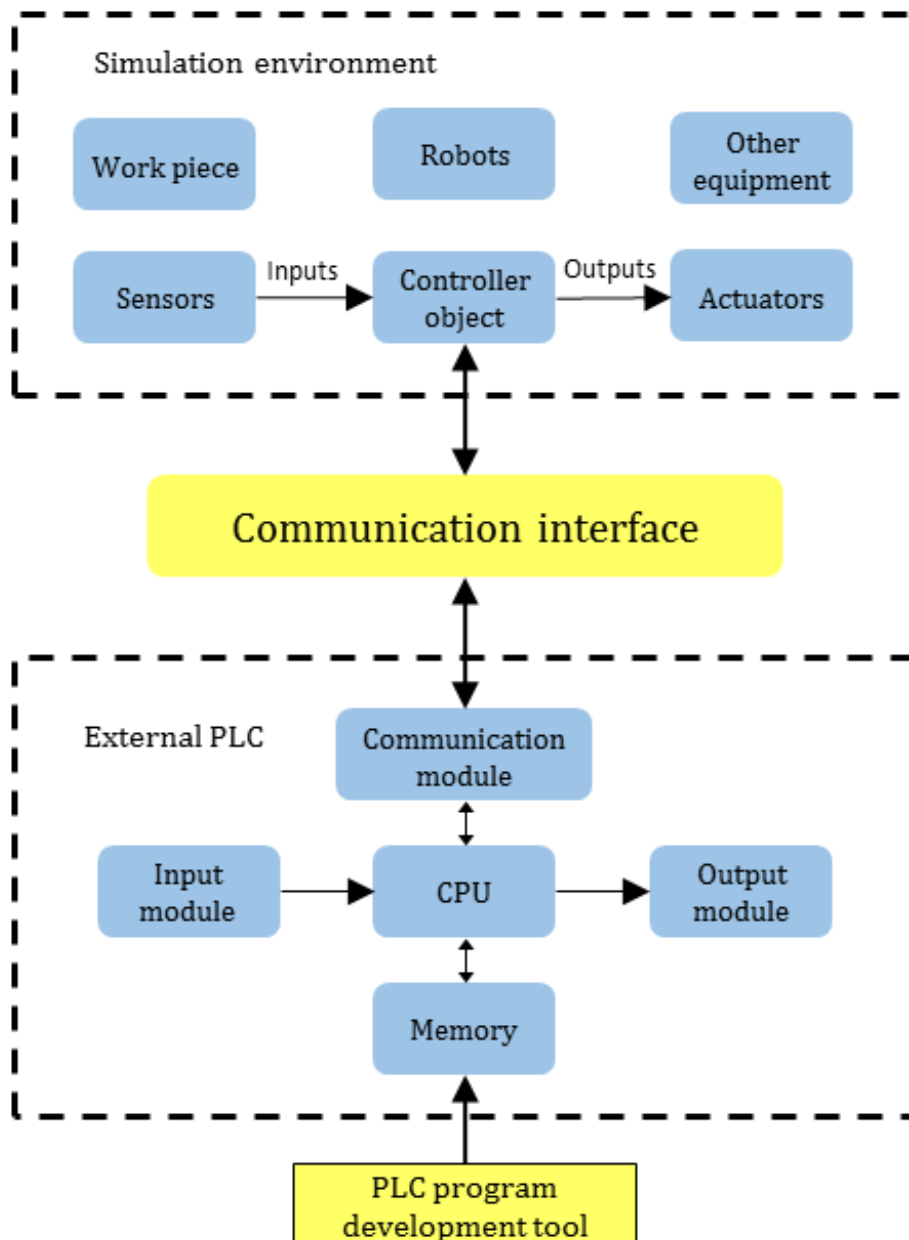 Simulation environment
Work piece
Robots
Other
equipment
Sensors
Inputs
Controller
object
Outputs
Actuators
Communication interface
External PLC
Communication
module
Input
module
CPU
Output
module
Memory
PLC program
development tool